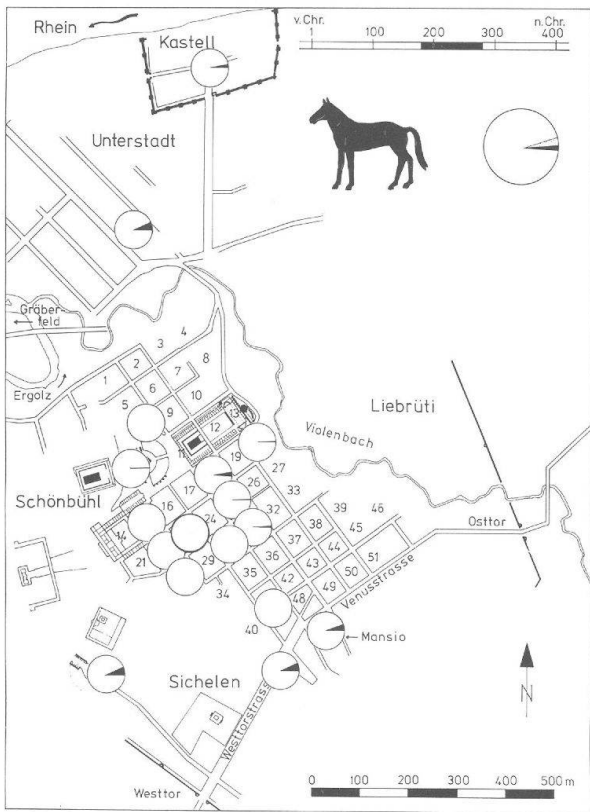 v. Chr. n. Chr.
1 100 200 300 400
Rhein
Kastell
Unterstadt
Gräber-
feld
Ergolz
1 2 3 4
5 6 7 8
9 10
12 13
Liebrüti
Violenbach
Schönbühl
19
16 17 26 27
33
14 24 32 39 46
38 45 Osttor
21 29 37 44
36 43 51
34 35 42 50
48 49 Venusstrasse
40
Mansio
Sichelen
Westtorstrasse
Westtor
N
0 100 200 300 400 500 m